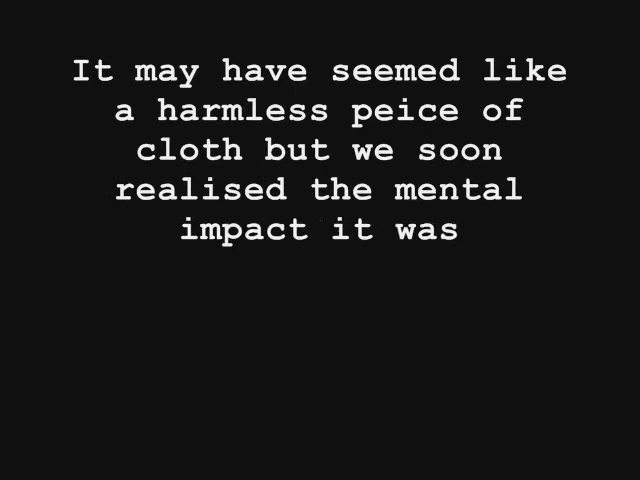 It may have seemed like
a harmless peice of
cloth but we soon
realised the mental
impact it was